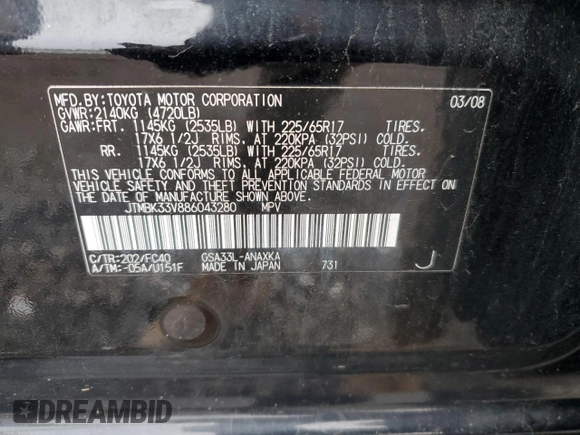 MFD. BY: TOYOTA MOTOR CORPORATION 03/08
GVWR: 2140KG (4720LB)
GAWR: FRT. 1145KG (2535LB) WITH 225/65R17 TIRES.
17X6 1/2J RIMS. AT 220KPA (32PSI) COLD.
RR. 1145KG (2535LB) WITH 225/65R17 TIRES.
17X6 1/2J RIMS. AT 220KPA (32PSI) COLD.
THIS VEHICLE CONFORMS TO ALL APPLICABLE FEDERAL MOTOR
VEHICLE SAFETY AND THEFT PREVENTION STANDARDS IN EFFECT ON
THE DATE OF MANUFACTURE SHOWN ABOVE.
JTMBK33V886043280 MPV
C/TR: 202/FC40 GSA33L-ANAXKA
A/TM: -05A/U151F MADE IN JAPAN 731 J
DREAMBID